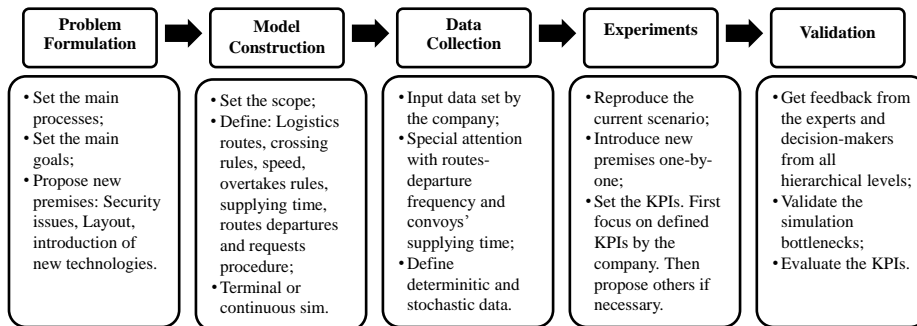 Problem
Formulation
Model
Construction
Data
Collection
Experiments
Validation
• Set the main
processes;
• Set the main
goals;
• Propose new
premises: Security
issues, Layout,
introduction of
new technologies.
• Set the scope;
• Define: Logistics
routes, crossing
rules, speed,
overtakes rules,
supplying time,
routes departures
and requests
procedure;
• Terminal or
continuous sim.
• Input data set by
the company;
• Special attention
with routes-
departure
frequency and
convoys’
supplying time;
• Define
determinitic and
stochastic data.
• Reproduce the
current scenario;
• Introduce new
premises one-by-
one;
• Set the KPIs. First
focus on defined
KPIs by the
company. Then
propose others if
necessary.
• Get feedback from
the experts and
decision-makers
from all
hierarchical levels;
• Validate the
simulation
bottlenecks;
• Evaluate the KPIs.